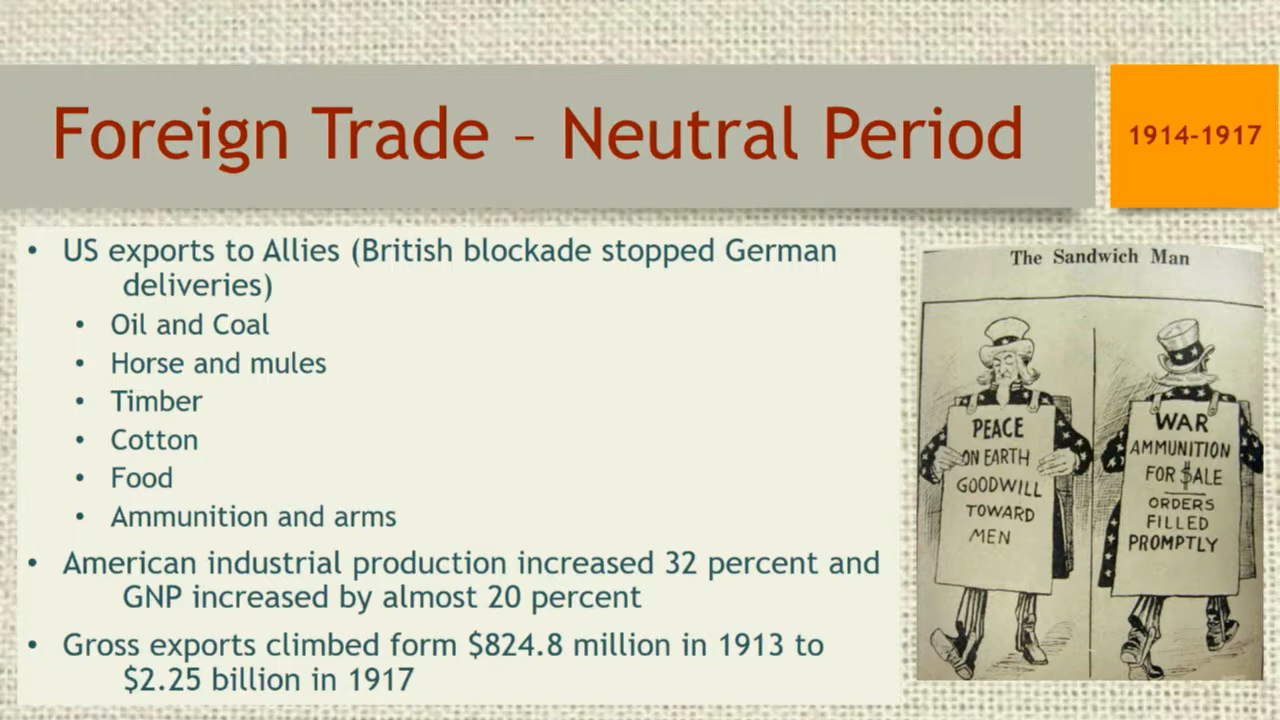 Foreign Trade – Neutral Period
1914-1917
• US exports to Allies (British blockade stopped German
deliveries)
• Oil and Coal
• Horse and mules
• Timber
• Cotton
• Food
• Ammunition and arms
• American industrial production increased 32 percent and
GNP increased by almost 20 percent
• Gross exports climbed form $824.8 million in 1913 to
$2.25 billion in 1917
The Sandwich Man
PEACE
ON EARTH
GOODWILL
TOWARD
MEN
WAR
AMMUNITION
FOR $ALE
ORDERS
FILLED
PROMPTLY